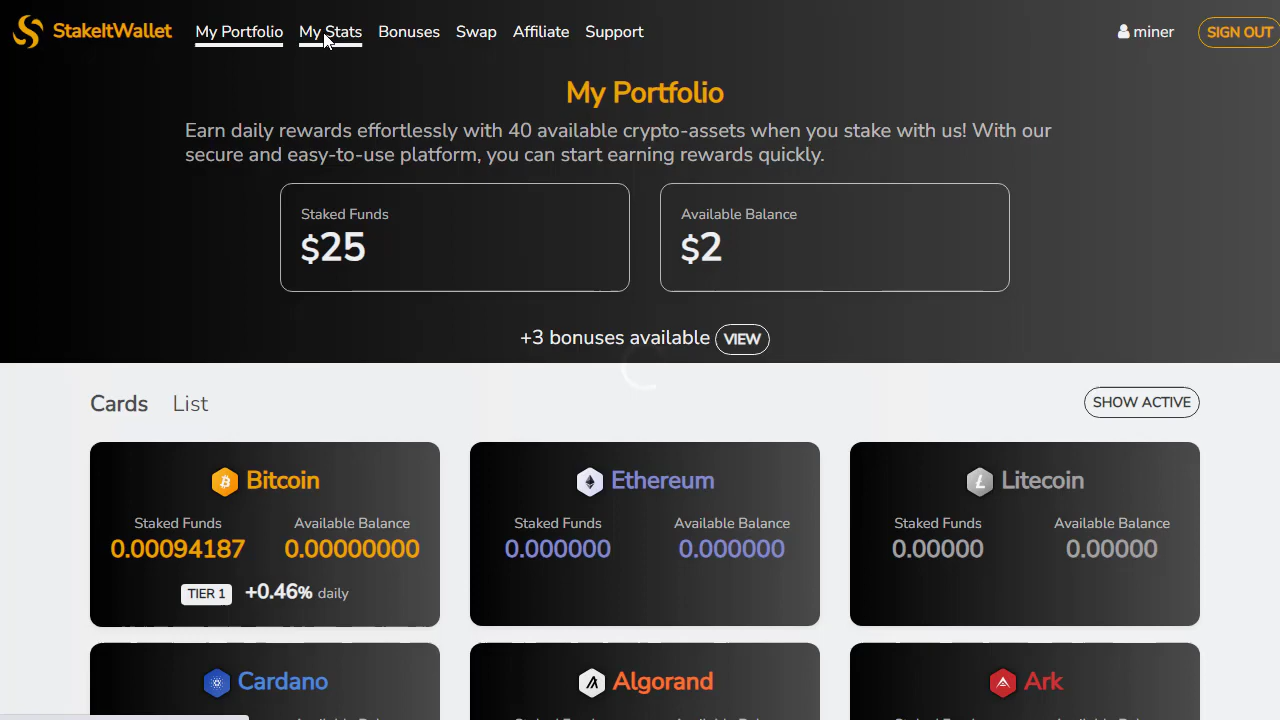 StakeItWallet My Portfolio My Stats Bonuses Swap Affiliate Support miner SIGN OUT
My Portfolio
Earn daily rewards effortlessly with 40 available crypto-assets when you stake with us! With our
secure and easy-to-use platform, you can start earning rewards quickly.
Staked Funds Available Balance
$25 $2
+3 bonuses available VIEW
Cards List SHOW ACTIVE
Bitcoin Ethereum Litecoin
Staked Funds Available Balance Staked Funds Available Balance Staked Funds Available Balance
0.00094187 0.00000000 0.000000 0.000000 0.00000 0.00000
TIER 1 +0.46% daily
Cardano Algorand Ark